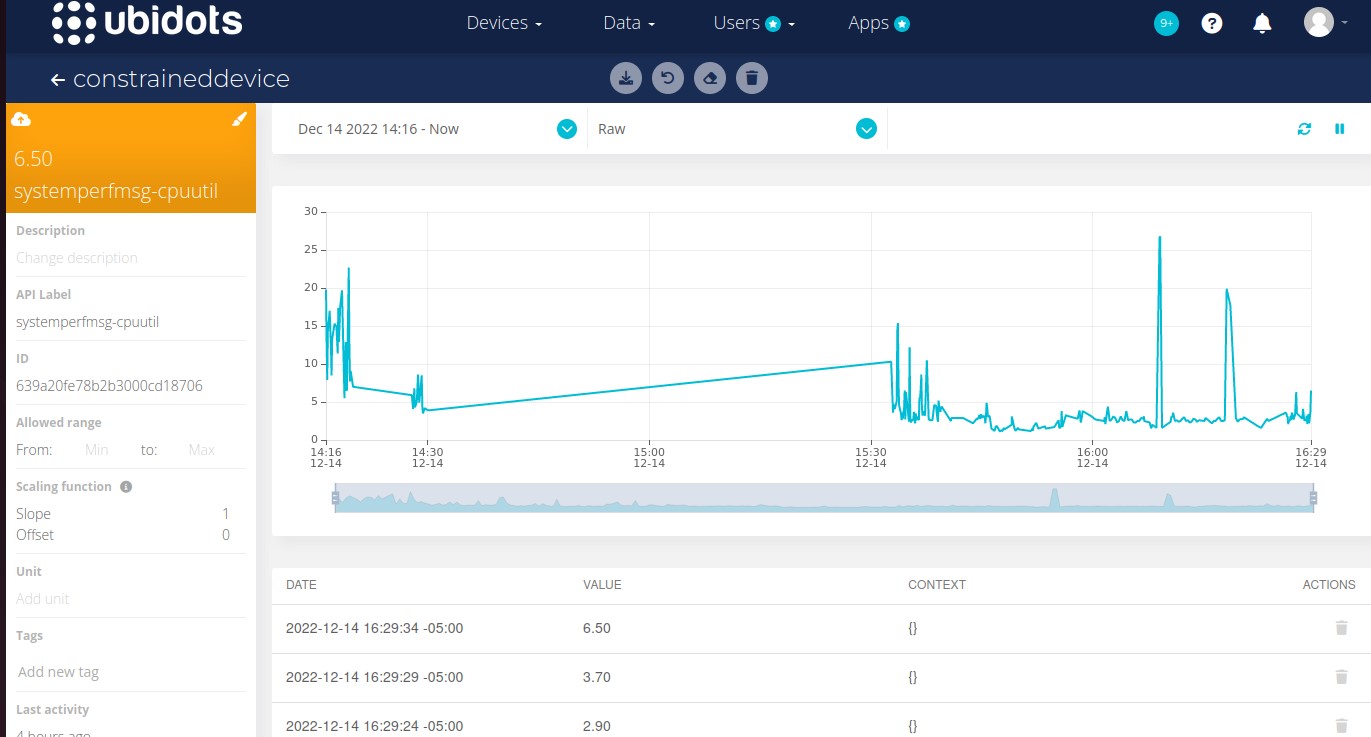 ubidots
Devices
Data
Users
Apps
9+
?
constraineddevice
6.50
systemperfmsg-cpuutil
Description
Change description
API Label
systemperfmsg-cpuutil
ID
639a20fe78b2b3000cd18706
Allowed range
From: Min to: Max
Scaling function
Slope 1
Offset 0
Unit
Add unit
Tags
Add new tag
Last activity
4 hours ago
Dec 14 2022 14:16 - Now
Raw
30
25
20
15
10
5
0
14:16 14:30 15:00 15:30 16:00 16:29
12-14 12-14 12-14 12-14 12-14 12-14
DATE VALUE CONTEXT ACTIONS
2022-12-14 16:29:34 -05:00 6.50 {}
2022-12-14 16:29:29 -05:00 3.70 {}
2022-12-14 16:29:24 -05:00 2.90 {}